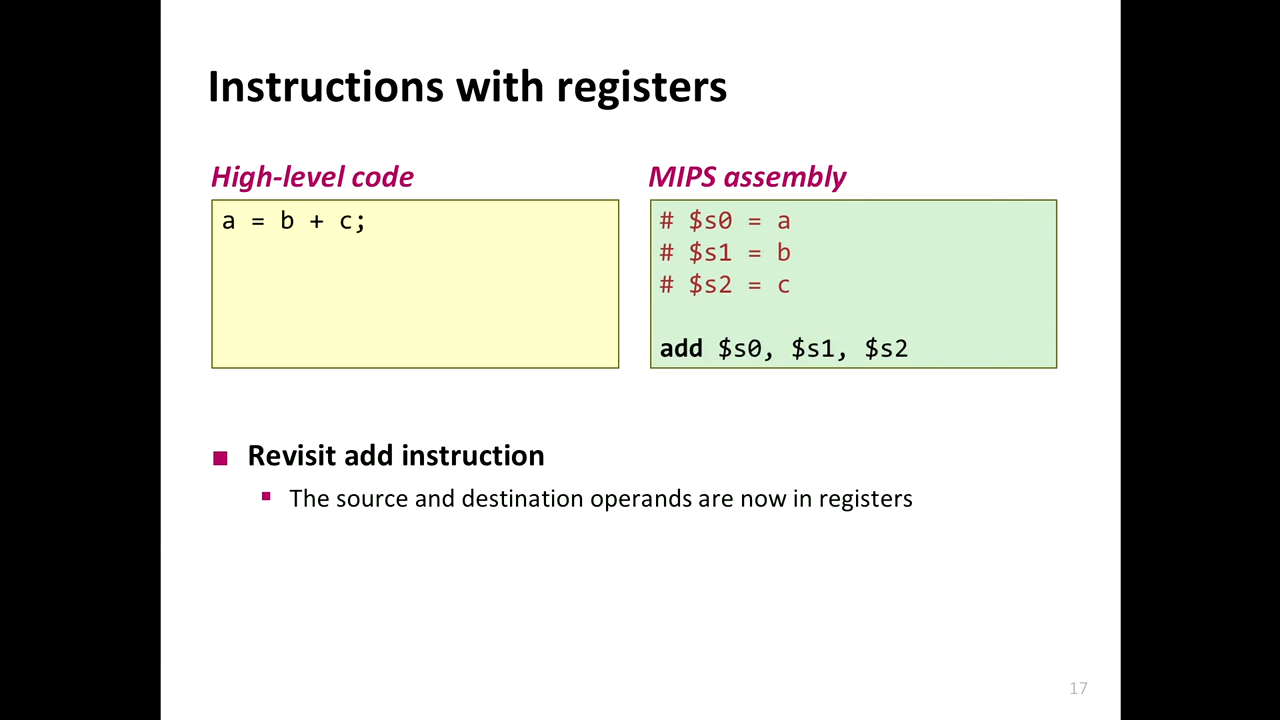 Instructions with registers
High-level code
a = b + c;
MIPS assembly
# $s0 = a
# $s1 = b
# $s2 = c
add $s0, $s1, $s2
Revisit add instruction
The source and destination operands are now in registers
17